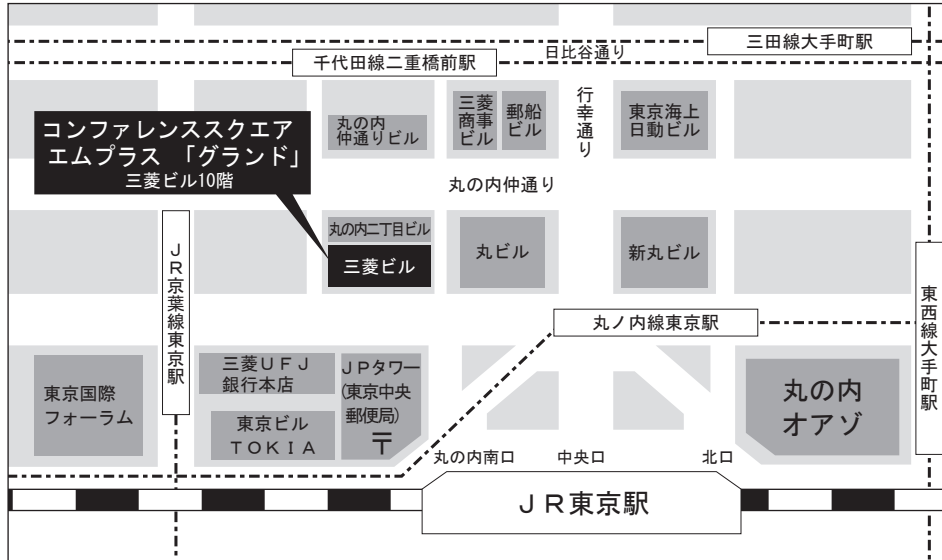 三田線大手町駅
日比谷通り
千代田線二重橋前駅
丸の内
仲通りビル
三菱
商事
ビル
郵船
ビル
行幸通り
東京海上
日動ビル
コンファレンススクエア
エムプラス 「グランド」
三菱ビル10階
丸の内仲通り
丸の内二丁目ビル
三菱ビル
丸ビル
新丸ビル
JR京葉線東京駅
丸ノ内線東京駅
東西線大手町駅
東京国際
フォーラム
三菱UFJ
銀行本店
東京ビル
TOKIA
JPタワー
(東京中央
郵便局)
〒
丸の内
オアゾ
丸の内南口
中央口
北口
JR東京駅